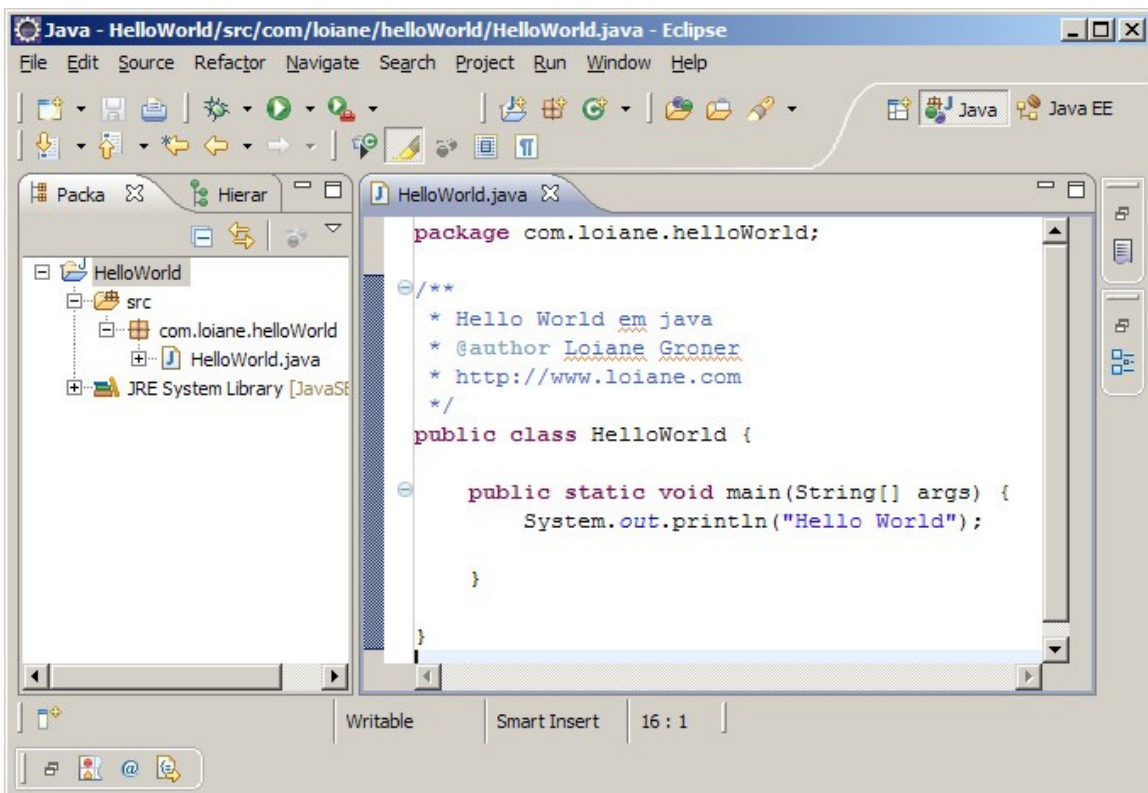 Java - HelloWorld/src/com/loiane/helloWorld/HelloWorld.java - Eclipse
File Edit Source Refactor Navigate Search Project Run Window Help
Java Java EE
Packa Hierar
HelloWorld.java
HelloWorld
src
com.loiane.helloWorld
HelloWorld.java
JRE System Library [JavaSE
package com.loiane.helloWorld;
/**
* Hello World em java
* @author Loiane Groner
* http://www.loiane.com
*/
public class HelloWorld {
public static void main(String[] args) {
System.out.println("Hello World");
}
}
Writable Smart Insert 16 : 1